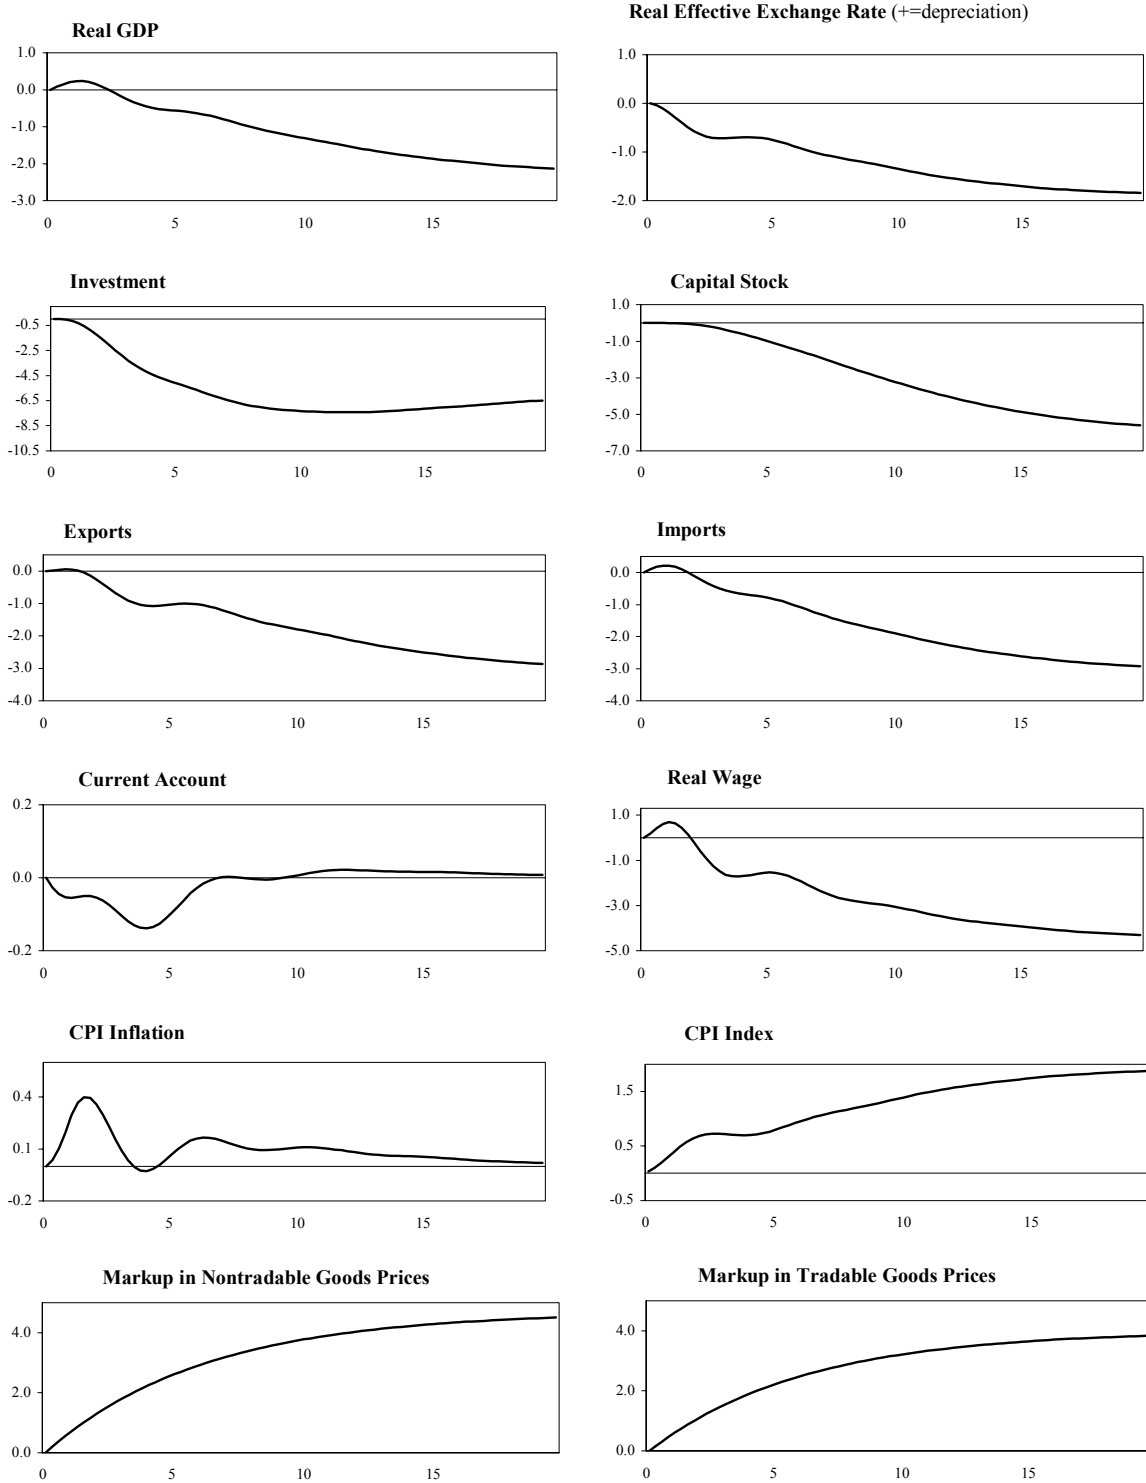 Real GDP
1.0
0.0
-1.0
-2.0
-3.0
0 5 10 15
Real Effective Exchange Rate (+=depreciation)
1.0
0.0
-1.0
-2.0
0 5 10 15
Investment
-0.5
-2.5
-4.5
-6.5
-8.5
-10.5
0 5 10 15
Capital Stock
1.0
-1.0
-3.0
-5.0
-7.0
0 5 10 15
Exports
0.0
-1.0
-2.0
-3.0
-4.0
0 5 10 15
Imports
0.0
-1.0
-2.0
-3.0
-4.0
0 5 10 15
Current Account
0.2
0.0
-0.2
0 5 10 15
Real Wage
1.0
-1.0
-3.0
-5.0
0 5 10 15
CPI Inflation
0.4
0.1
-0.2
0 5 10 15
CPI Index
1.5
0.5
-0.5
0 5 10 15
Markup in Nontradable Goods Prices
4.0
2.0
0.0
0 5 10 15
Markup in Tradable Goods Prices
4.0
2.0
0.0
0 5 10 15